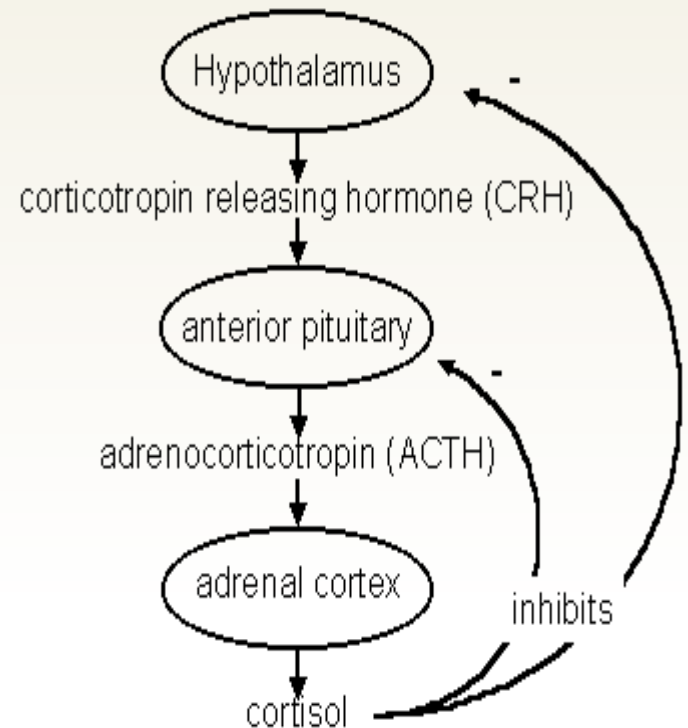 Hypothalamus
-
corticotropin releasing hormone (CRH)
anterior pituitary
-
adrenocorticotropin (ACTH)
adrenal cortex
inhibits
cortisol